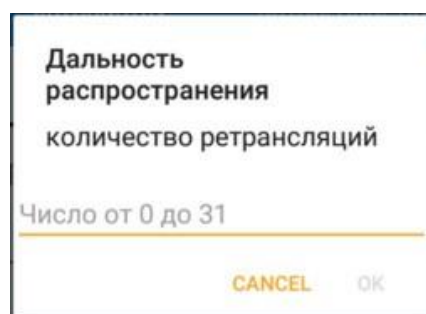 Дальность
распространения
количество ретрансляций
Число от 0 до 31
CANCEL OK